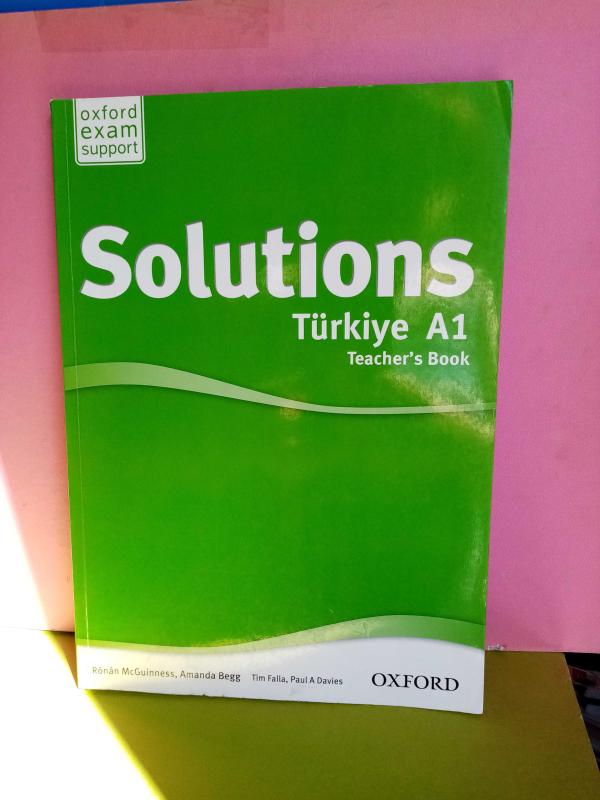 oxford
exam
support
Solutions
Türkiye A1
Teacher's Book
Rónán McGuinness, Amanda Begg Tim Falla, Paul A Davies
OXFORD